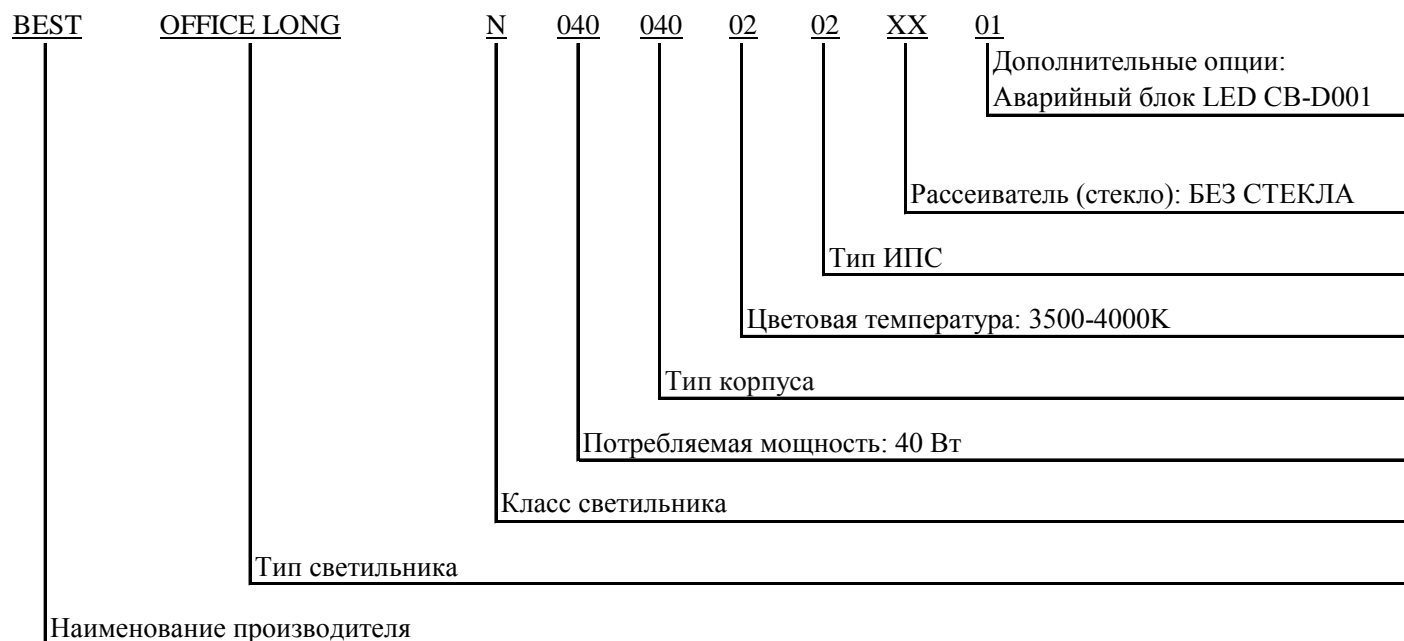 BEST OFFICE LONG N 040 040 02 02 XX 01
Дополнительные опции:
Аварийный блок LED CB-D001
Рассеиватель (стекло): БЕЗ СТЕКЛА
Тип ИПС
Цветовая температура: 3500-4000K
Тип корпуса
Потребляемая мощность: 40 Вт
Класс светильника
Тип светильника
Наименование производителя